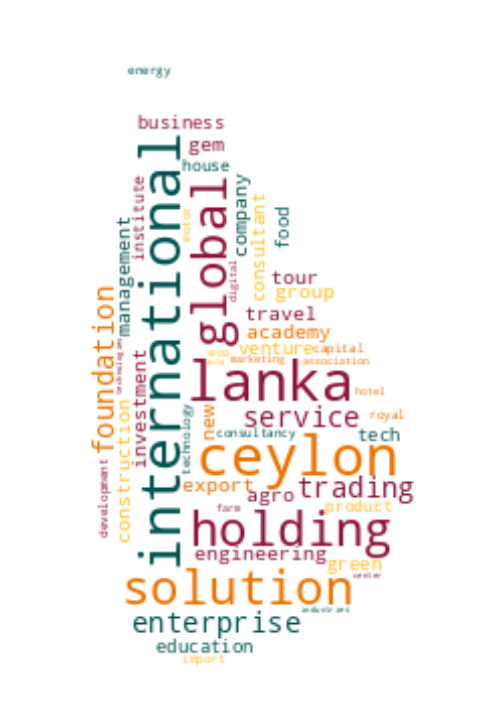 energy
business
gem
house
international
institute
motor
global
company
consultant
food
management
digital
tour
group
foundation
travel
academy
venture
capital
eco
marketing
association
technologies
investment
lanka
hotel
construction
new
service
royal
technology
consultancy
tech
ceylon
development
export
agro
trading
farm
product
holding
engineering
green
center
solution
industries
enterprise
education
import